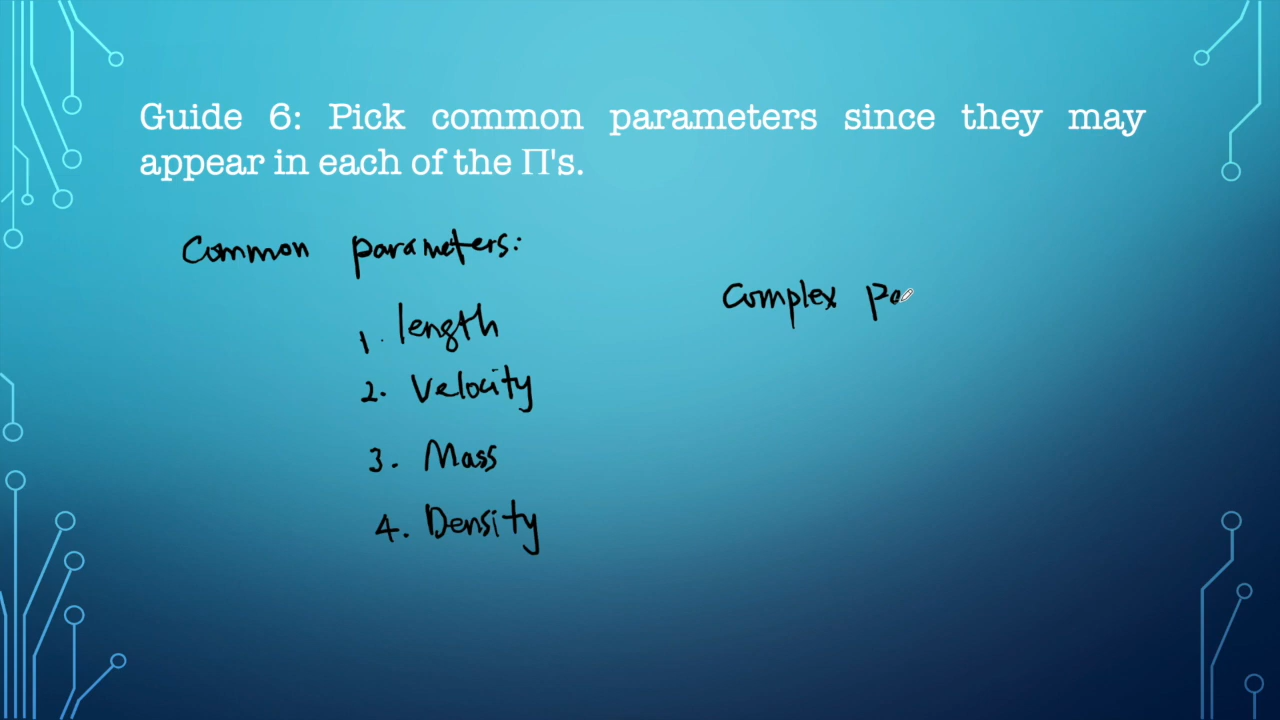 Guide 6: Pick common parameters since they may
appear in each of the Π's.
Common parameters:
1. length
2. Velocity
3. Mass
4. Density
Complex pa